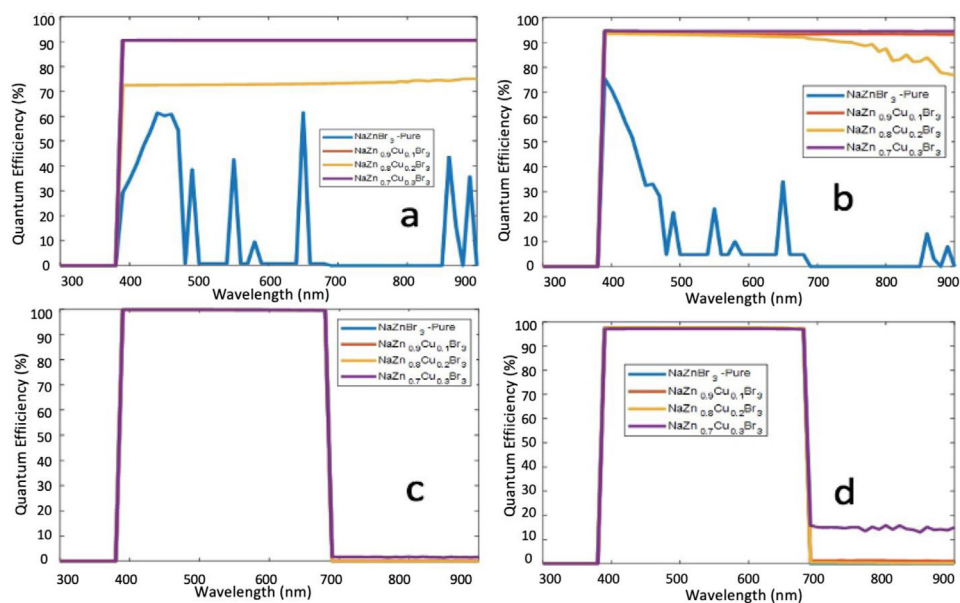 Quantum Effiiciency (%)
100
90
80
70
60
50
40
30
20
10
0
300 400 500 600 700 800 900
Wavelength (nm)
NaZnBr3 -Pure
NaZn0.9Cu0.1Br3
NaZn0.8Cu0.2Br3
NaZn0.7Cu0.3Br3
a
Quantum Effiiciency (%)
100
90
80
70
60
50
40
30
20
10
0
300 400 500 600 700 800 900
Wavelength (nm)
NaZnBr3 -Pure
NaZn0.9Cu0.1Br3
NaZn0.8Cu0.2Br3
NaZn0.7Cu0.3Br3
b
Quantum Effiiciency (%)
100
90
80
70
60
50
40
30
20
10
0
300 400 500 600 700 800 900
Wavelength (nm)
NaZnBr3 -Pure
NaZn0.9Cu0.1Br3
NaZn0.8Cu0.2Br3
NaZn0.7Cu0.3Br3
c
Quantum Effiiciency (%)
100
90
80
70
60
50
40
30
20
10
0
300 400 500 600 700 800 900
Wavelength (nm)
NaZnBr3 -Pure
NaZn0.9Cu0.1Br3
NaZn0.8Cu0.2Br3
NaZn0.7Cu0.3Br3
d